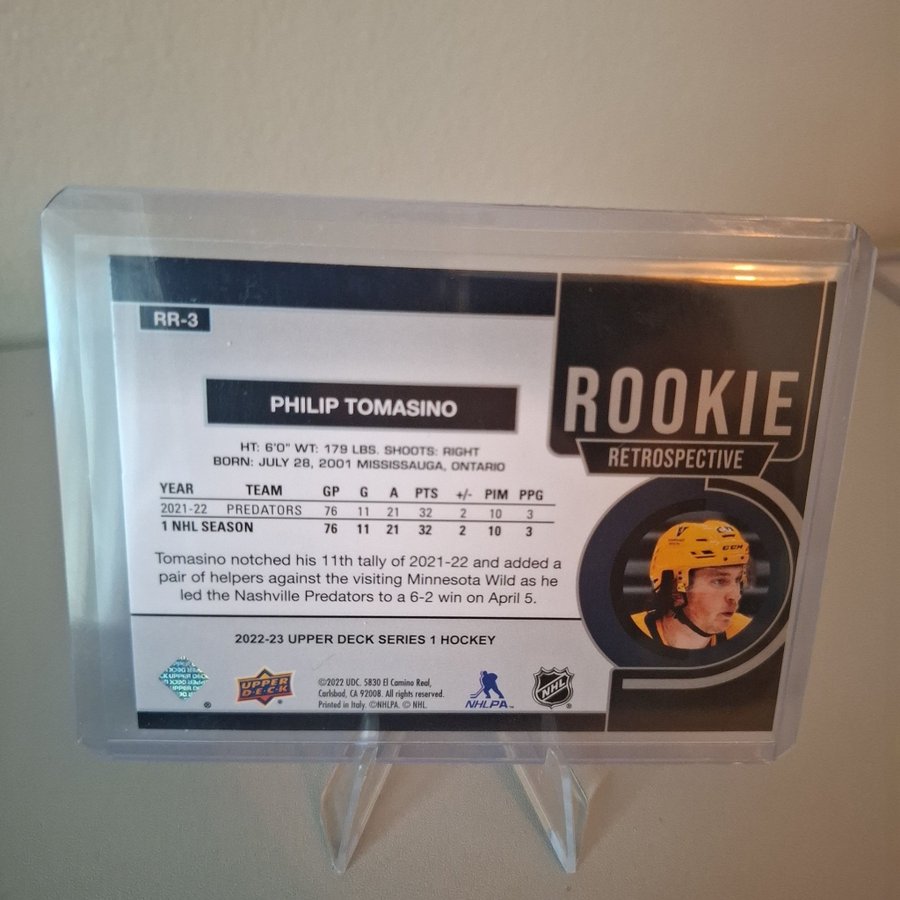 RR-3
PHILIP TOMASINO
HT: 6'0" WT: 179 LBS. SHOOTS: RIGHT
BORN: JULY 28, 2001 MISSISSAUGA, ONTARIO
YEAR TEAM GP G A PTS +/- PIM PPG
2021-22 PREDATORS 76 11 21 32 2 10 3
1 NHL SEASON 76 11 21 32 2 10 3
Tomasino notched his 11th tally of 2021-22 and added a
pair of helpers against the visiting Minnesota Wild as he
led the Nashville Predators to a 6-2 win on April 5.
2022-23 UPPER DECK SERIES 1 HOCKEY
®
UPPER
DECK
©2022 UDC. 5830 El Camino Real,
Carlsbad, CA 92008. All rights reserved.
Printed in Italy. ©NHLPA. © NHL.
NHLPA™
NHL®
ROOKIE
RETROSPECTIVE
CCM